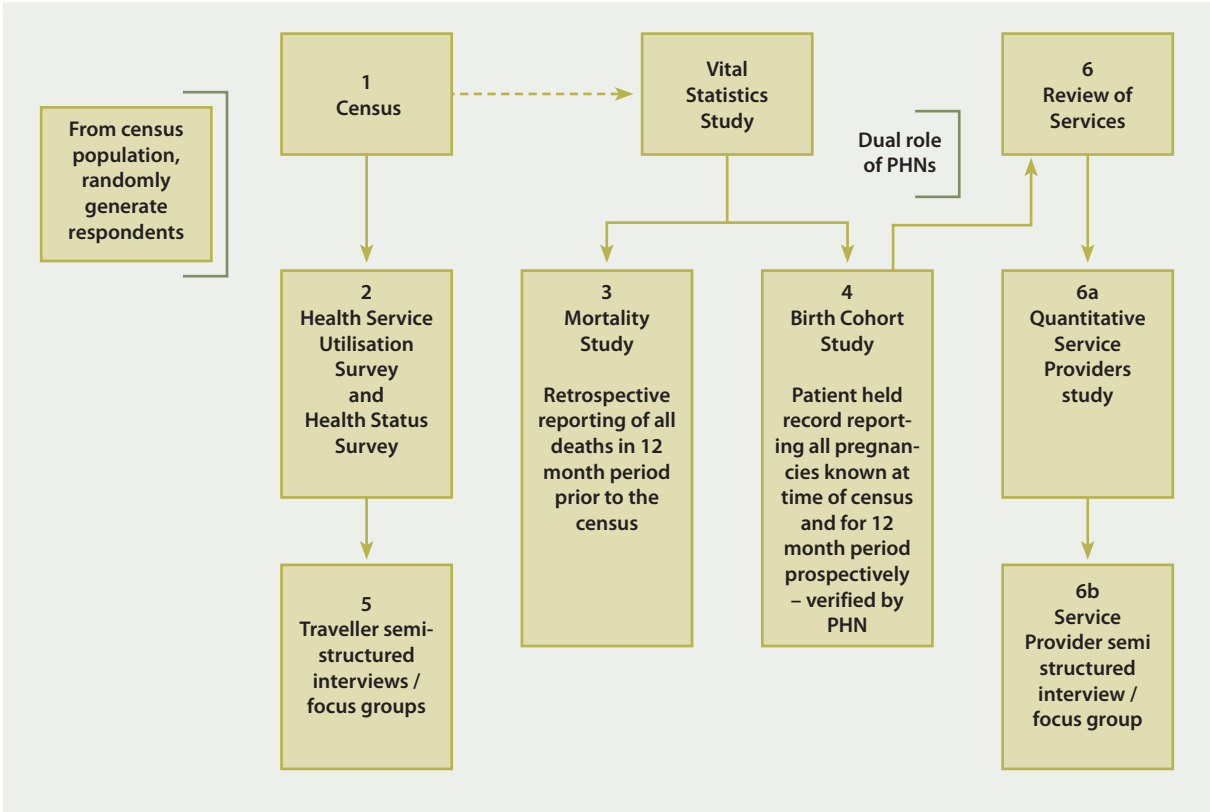 From census
population,
randomly
generate
respondents
1
Census
Vital
Statistics
Study
Dual role
of PHNs
6
Review of
Services
2
Health Service
Utilisation
Survey
and
Health Status
Survey
3
Mortality
Study
Retrospective
reporting of all
deaths in 12
month period
prior to the
census
4
Birth Cohort
Study
Patient held
record report-
ing all pregnan-
cies known at
time of census
and for 12
month period
prospectively
– verified by
PHN
6a
Quantitative
Service
Providers
study
5
Traveller semi-
structured
interviews /
focus groups
6b
Service
Provider semi
structured
interview /
focus group